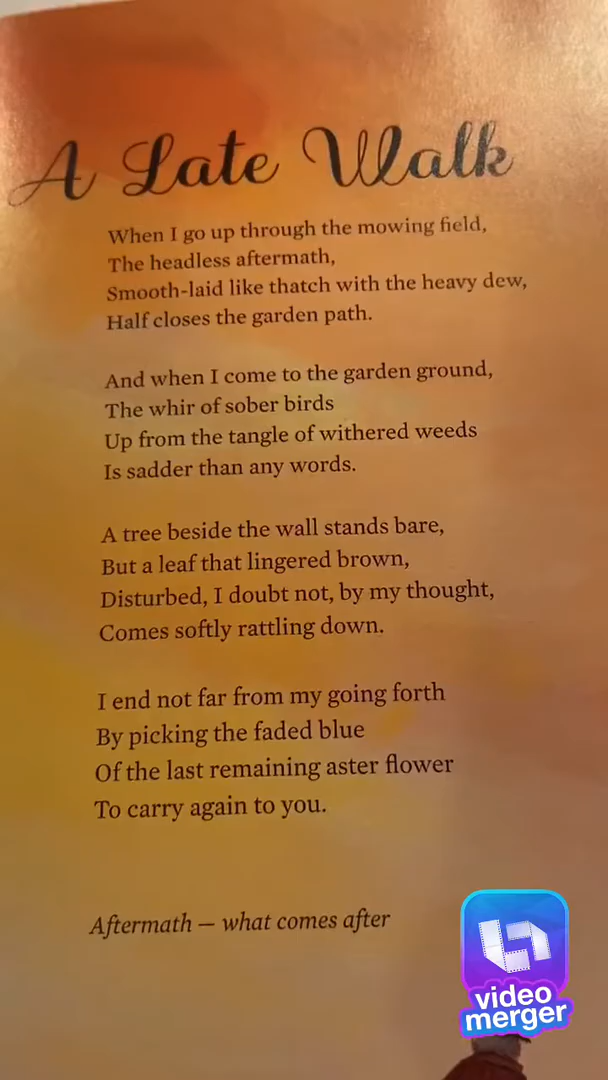 A Late Walk
When I go up through the mowing field,
The headless aftermath,
Smooth-laid like thatch with the heavy dew,
Half closes the garden path.
And when I come to the garden ground,
The whir of sober birds
Up from the tangle of withered weeds
Is sadder than any words.
A tree beside the wall stands bare,
But a leaf that lingered brown,
Disturbed, I doubt not, by my thought,
Comes softly rattling down.
I end not far from my going forth
By picking the faded blue
Of the last remaining aster flower
To carry again to you.
Aftermath — what comes after
video
merger